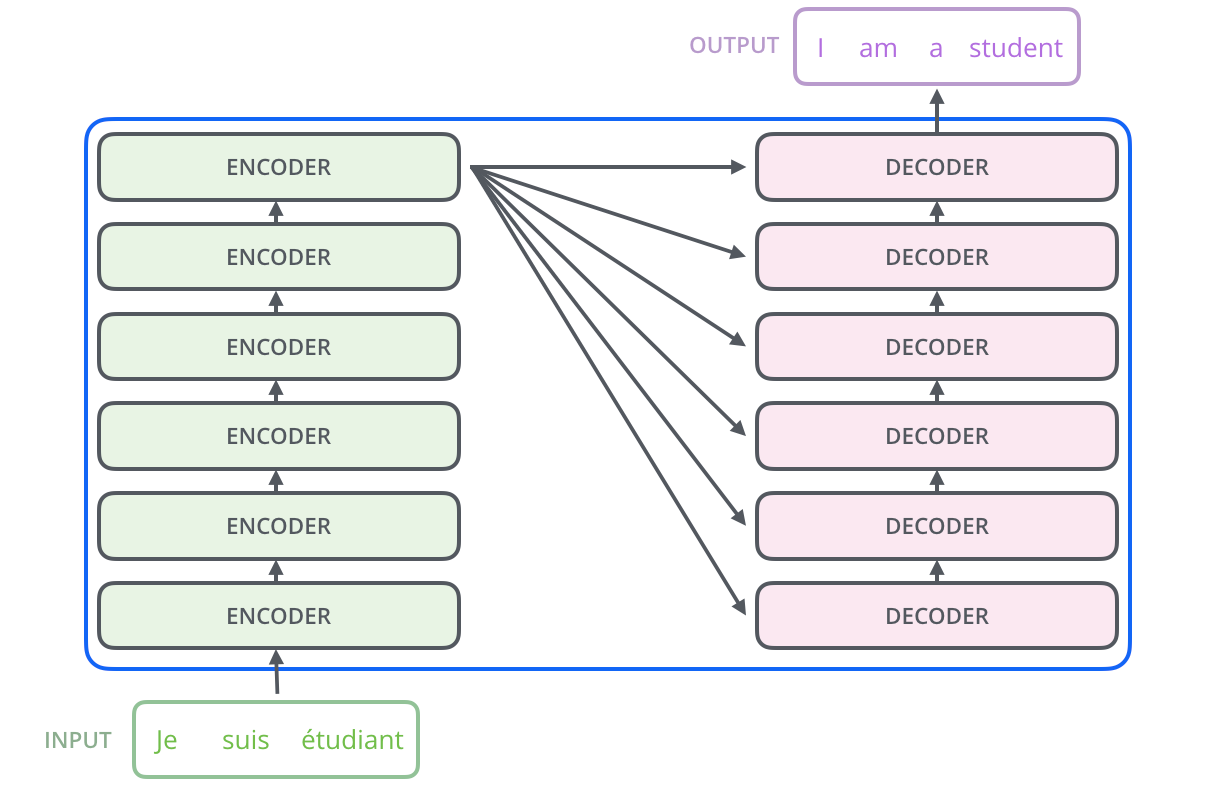 OUTPUT
I am a student
ENCODER
DECODER
ENCODER
DECODER
ENCODER
DECODER
ENCODER
DECODER
ENCODER
DECODER
ENCODER
DECODER
INPUT
Je suis étudiant